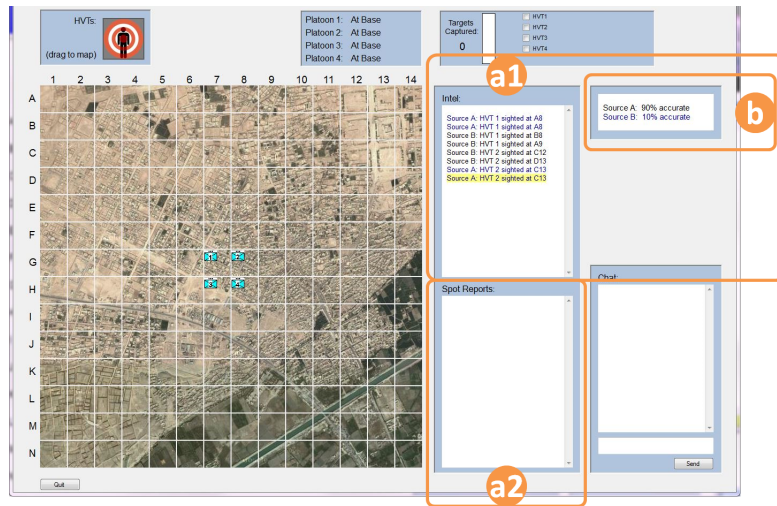 HVTs:
(drag to map)
Platoon 1: At Base
Platoon 2: At Base
Platoon 3: At Base
Platoon 4: At Base
Targets
Captured:
0
HVT1
HVT2
HVT3
HVT4
1 2 3 4 5 6 7 8 9 10 11 12 13 14
A
B
C
D
E
F
G
H
I
J
K
L
M
N
1 2
3 4
a1
Intel:
Source A: HVT 1 sighted at A8
Source A: HVT 1 sighted at A8
Source B: HVT 1 sighted at B8
Source B: HVT 1 sighted at A9
Source B: HVT 2 sighted at C12
Source B: HVT 2 sighted at D13
Source A: HVT 2 sighted at C13
Source A: HVT 2 sighted at C13
Source A: 90% accurate
Source B: 10% accurate
b
Spot Reports:
a2
Chat:
Send
Quit